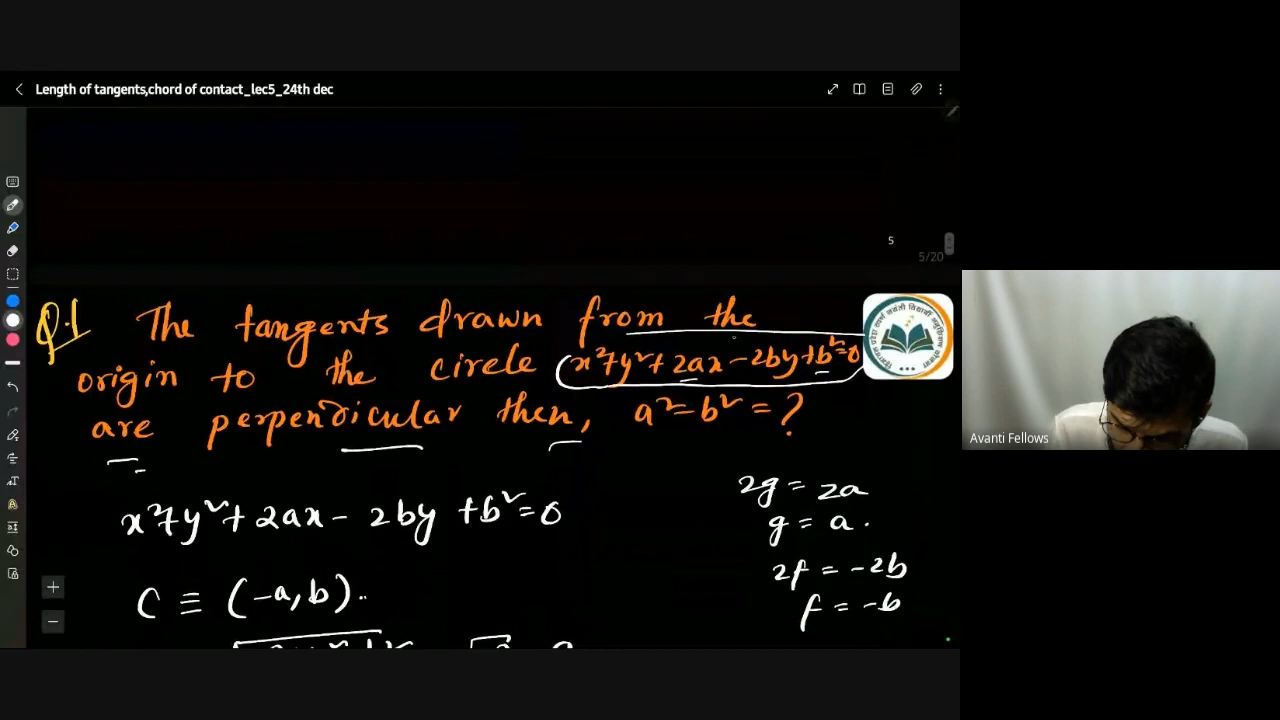 Length of tangents,chord of contact_lec5_24th dec
5
5/20
Q.1 The tangents drawn from the
origin to the circle x²+y²+2ax-2by+b²=0
are perpendicular then, a²-b²=?
x²+y²+2ax-2by+b²=0
2g = 2a
g = a.
2f = -2b
f = -b
C ≡ (-a,b)..
Avanti Fellows